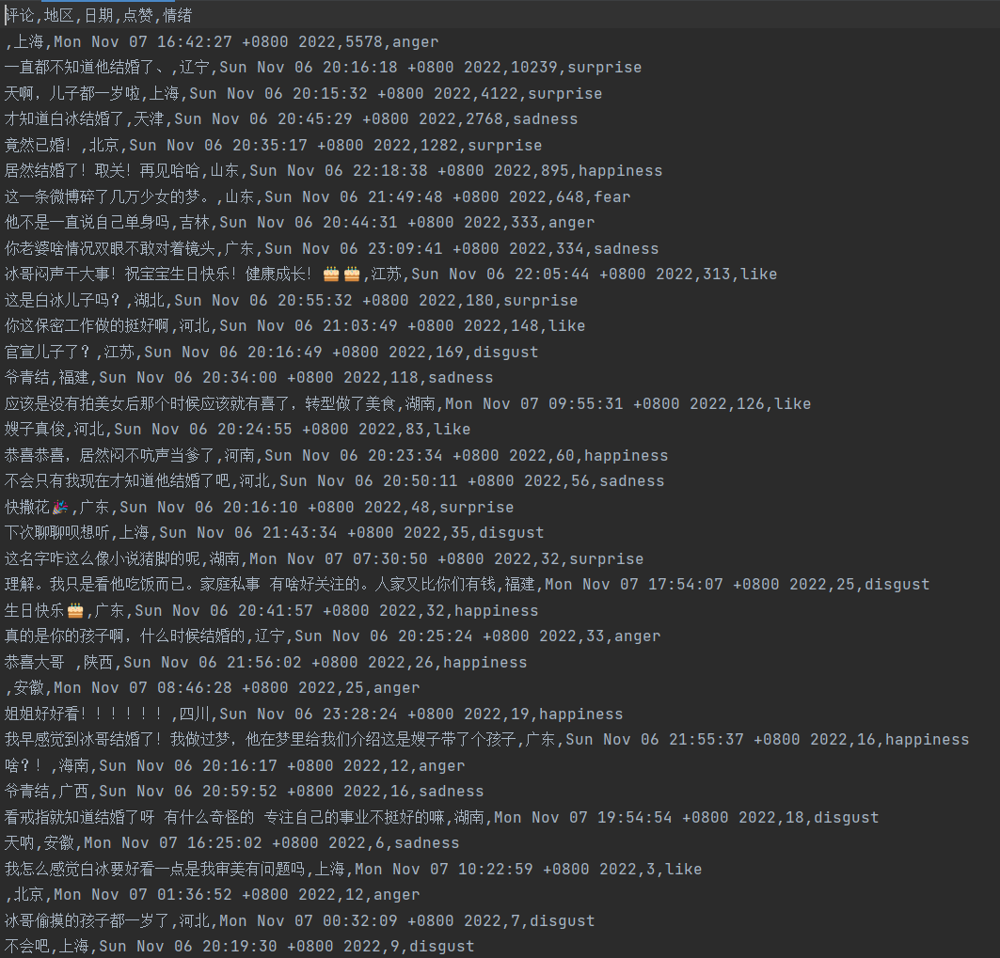 评论,地区,日期,点赞,情绪
,上海,Mon Nov 07 16:42:27 +0800 2022,5578,anger
一直都不知道他结婚了、,辽宁,Sun Nov 06 20:16:18 +0800 2022,10239,surprise
天啊，儿子都一岁啦,上海,Sun Nov 06 20:15:32 +0800 2022,4122,surprise
才知道白冰结婚了,天津,Sun Nov 06 20:45:29 +0800 2022,2768,sadness
竟然已婚！,北京,Sun Nov 06 20:35:17 +0800 2022,1282,surprise
居然结婚了！取关！再见哈哈,山东,Sun Nov 06 22:18:38 +0800 2022,895,happiness
这一条微博碎了几万少女的梦。,山东,Sun Nov 06 21:49:48 +0800 2022,648,fear
他不是一直说自己单身吗,吉林,Sun Nov 06 20:44:31 +0800 2022,333,anger
你老婆啥情况双眼不敢对着镜头,广东,Sun Nov 06 23:09:41 +0800 2022,334,sadness
冰哥闷声干大事！祝宝宝生日快乐！健康成长！🎂🎂,江苏,Sun Nov 06 22:05:44 +0800 2022,313,like
这是白冰儿子吗？,湖北,Sun Nov 06 20:55:32 +0800 2022,180,surprise
你这保密工作做的挺好啊,河北,Sun Nov 06 21:03:49 +0800 2022,148,like
官宣儿子了？,江苏,Sun Nov 06 20:16:49 +0800 2022,169,disgust
爷青结,福建,Sun Nov 06 20:34:00 +0800 2022,118,sadness
应该是没有拍美女后那个时候应该就有喜了，转型做了美食,湖南,Mon Nov 07 09:55:31 +0800 2022,126,like
嫂子真俊,河北,Sun Nov 06 20:24:55 +0800 2022,83,like
恭喜恭喜，居然闷不吭声当爹了,河南,Sun Nov 06 20:23:34 +0800 2022,60,happiness
不会只有我现在才知道他结婚了吧,河北,Sun Nov 06 20:50:11 +0800 2022,56,sadness
快撒花🎉,广东,Sun Nov 06 20:16:10 +0800 2022,48,surprise
下次聊聊呗想听,上海,Sun Nov 06 21:43:34 +0800 2022,35,disgust
这名字咋这么像小说猪脚的呢,湖南,Mon Nov 07 07:30:50 +0800 2022,32,surprise
理解。我只是看他吃饭而已。家庭私事 有啥好关注的。人家又比你们有钱,福建,Mon Nov 07 17:54:07 +0800 2022,25,disgust
生日快乐🎂,广东,Sun Nov 06 20:41:57 +0800 2022,32,happiness
真的是你的孩子啊，什么时候结婚的,辽宁,Sun Nov 06 20:25:24 +0800 2022,33,anger
恭喜大哥 ,陕西,Sun Nov 06 21:56:02 +0800 2022,26,happiness
,安徽,Mon Nov 07 08:46:28 +0800 2022,25,anger
姐姐好好看！！！！！！,四川,Sun Nov 06 23:28:24 +0800 2022,19,happiness
我早感觉到冰哥结婚了！我做过梦，他在梦里给我们介绍这是嫂子带了个孩子,广东,Sun Nov 06 21:55:37 +0800 2022,16,happiness
啥？！,海南,Sun Nov 06 20:16:17 +0800 2022,12,anger
爷青结,广西,Sun Nov 06 20:59:52 +0800 2022,16,sadness
看戒指就知道结婚了呀 有什么奇怪的 专注自己的事业不挺好的嘛,湖南,Mon Nov 07 19:54:54 +0800 2022,18,disgust
天呐,安徽,Mon Nov 07 16:25:02 +0800 2022,6,sadness
我怎么感觉白冰要好看一点是我审美有问题吗,上海,Mon Nov 07 10:22:59 +0800 2022,3,like
,北京,Mon Nov 07 01:36:52 +0800 2022,12,anger
冰哥偷摸的孩子都一岁了,河北,Mon Nov 07 00:32:09 +0800 2022,7,disgust
不会吧,上海,Sun Nov 06 20:19:30 +0800 2022,9,disgust